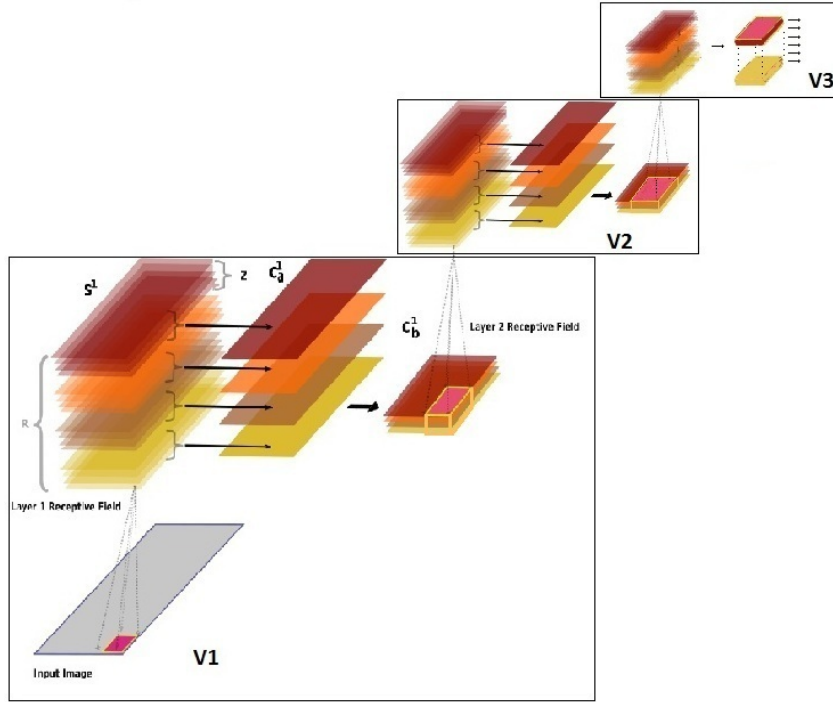 V3
V2
S¹
Z
C¹a
C¹b
Layer 2 Receptive Field
R
Layer 1 Receptive Field
V1
Input Image